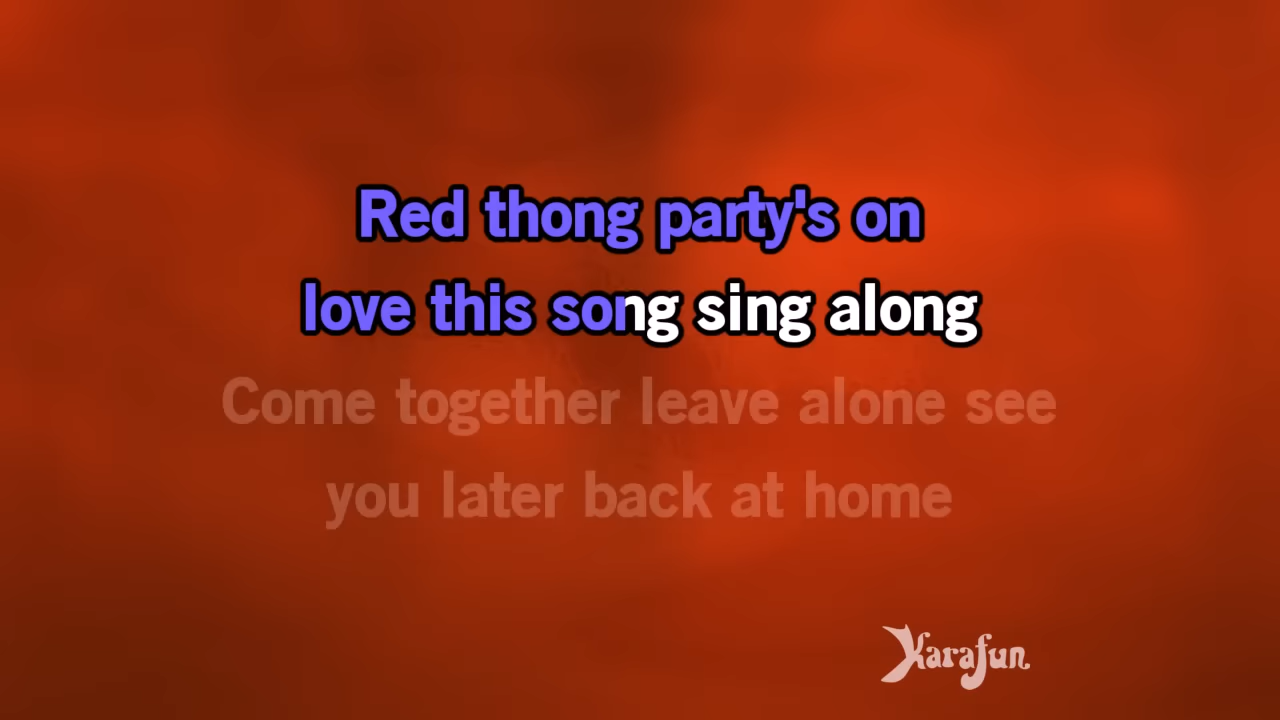 Red thong party's on
love this song sing along
Come together leave alone see
you later back at home
Karafun